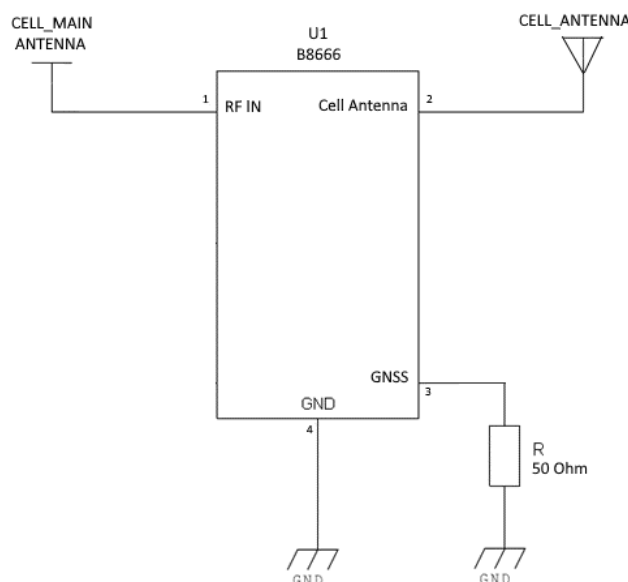 CELL_MAIN
ANTENNA
U1
B8666
CELL_ANTENNA
1
RF IN
Cell Antenna
2
GNSS
3
GND
4
R
50 Ohm
GND
GND